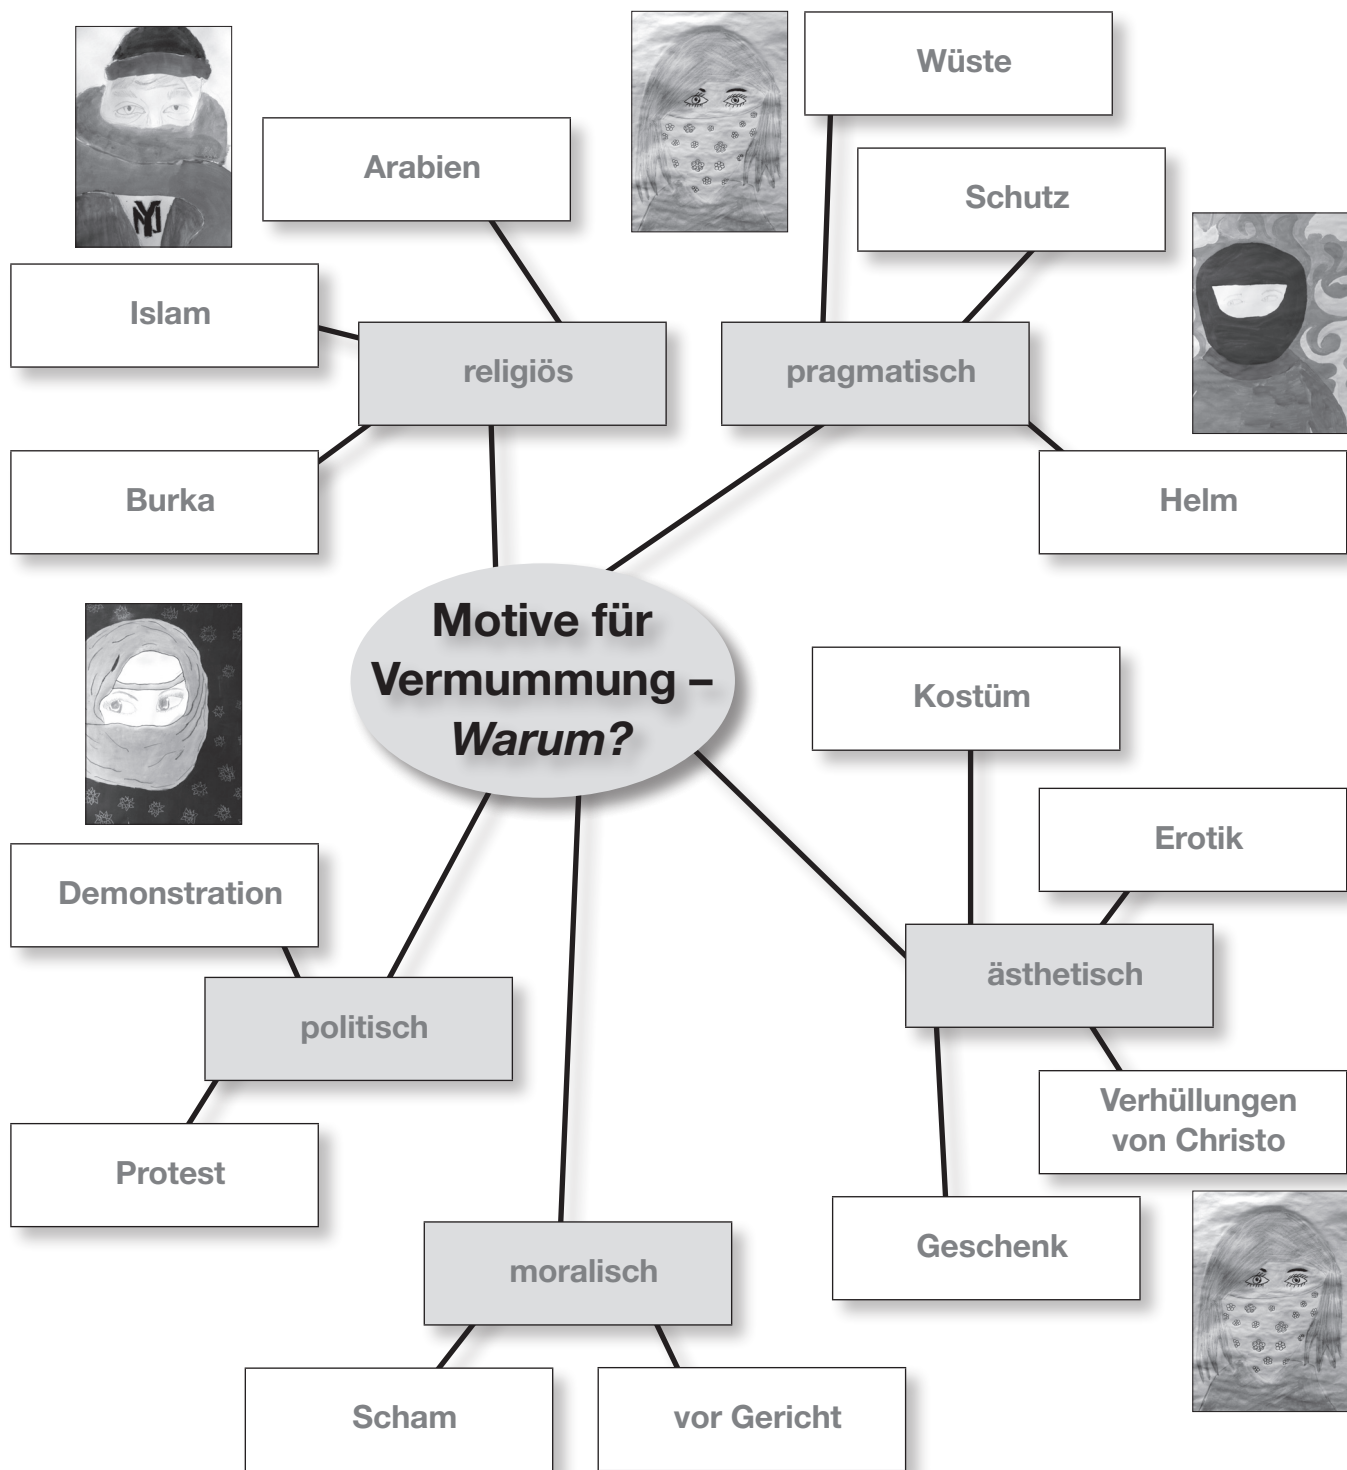 Wüste
Arabien
Schutz
NY
Islam
religiös
pragmatisch
Burka
Helm
Motive für
Vermummung –
Warum?
Kostüm
Erotik
Demonstration
ästhetisch
politisch
Verhüllungen
von Christo
Protest
Geschenk
moralisch
Scham
vor Gericht